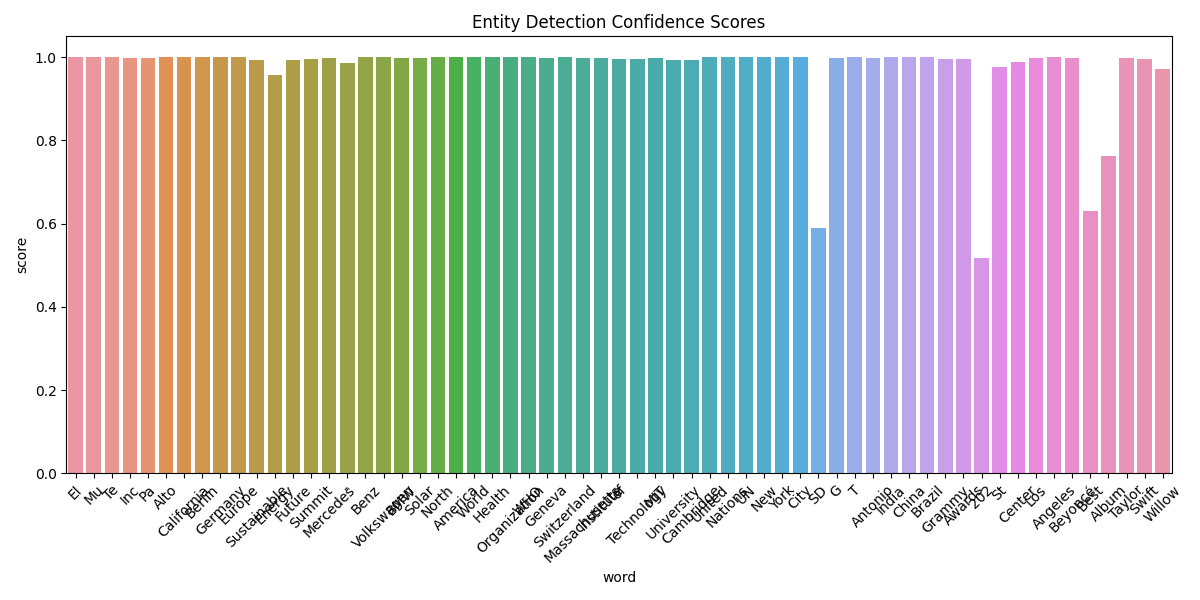 Entity Detection Confidence Scores
score
1.0
0.8
0.6
0.4
0.2
0.0
El
Mu
Te
Inc
Pa
Alto
California
Berlin
Germany
Europe
Sustainable
Energy
Future
Summit
Mercedes
Benz
Volkswagen
BMW
Solar
North
America
World
Health
Organization
WHO
Geneva
Switzerland
Massachusetts
Institute
of
Technology
MIT
University
Cambridge
United
Nations
UN
New
York
City
SD
G
T
Antonio
India
China
Brazil
Grammy
Awards
202
St
Center
Los
Angeles
Beyoncé
Best
Album
Taylor
Swift
Willow
word